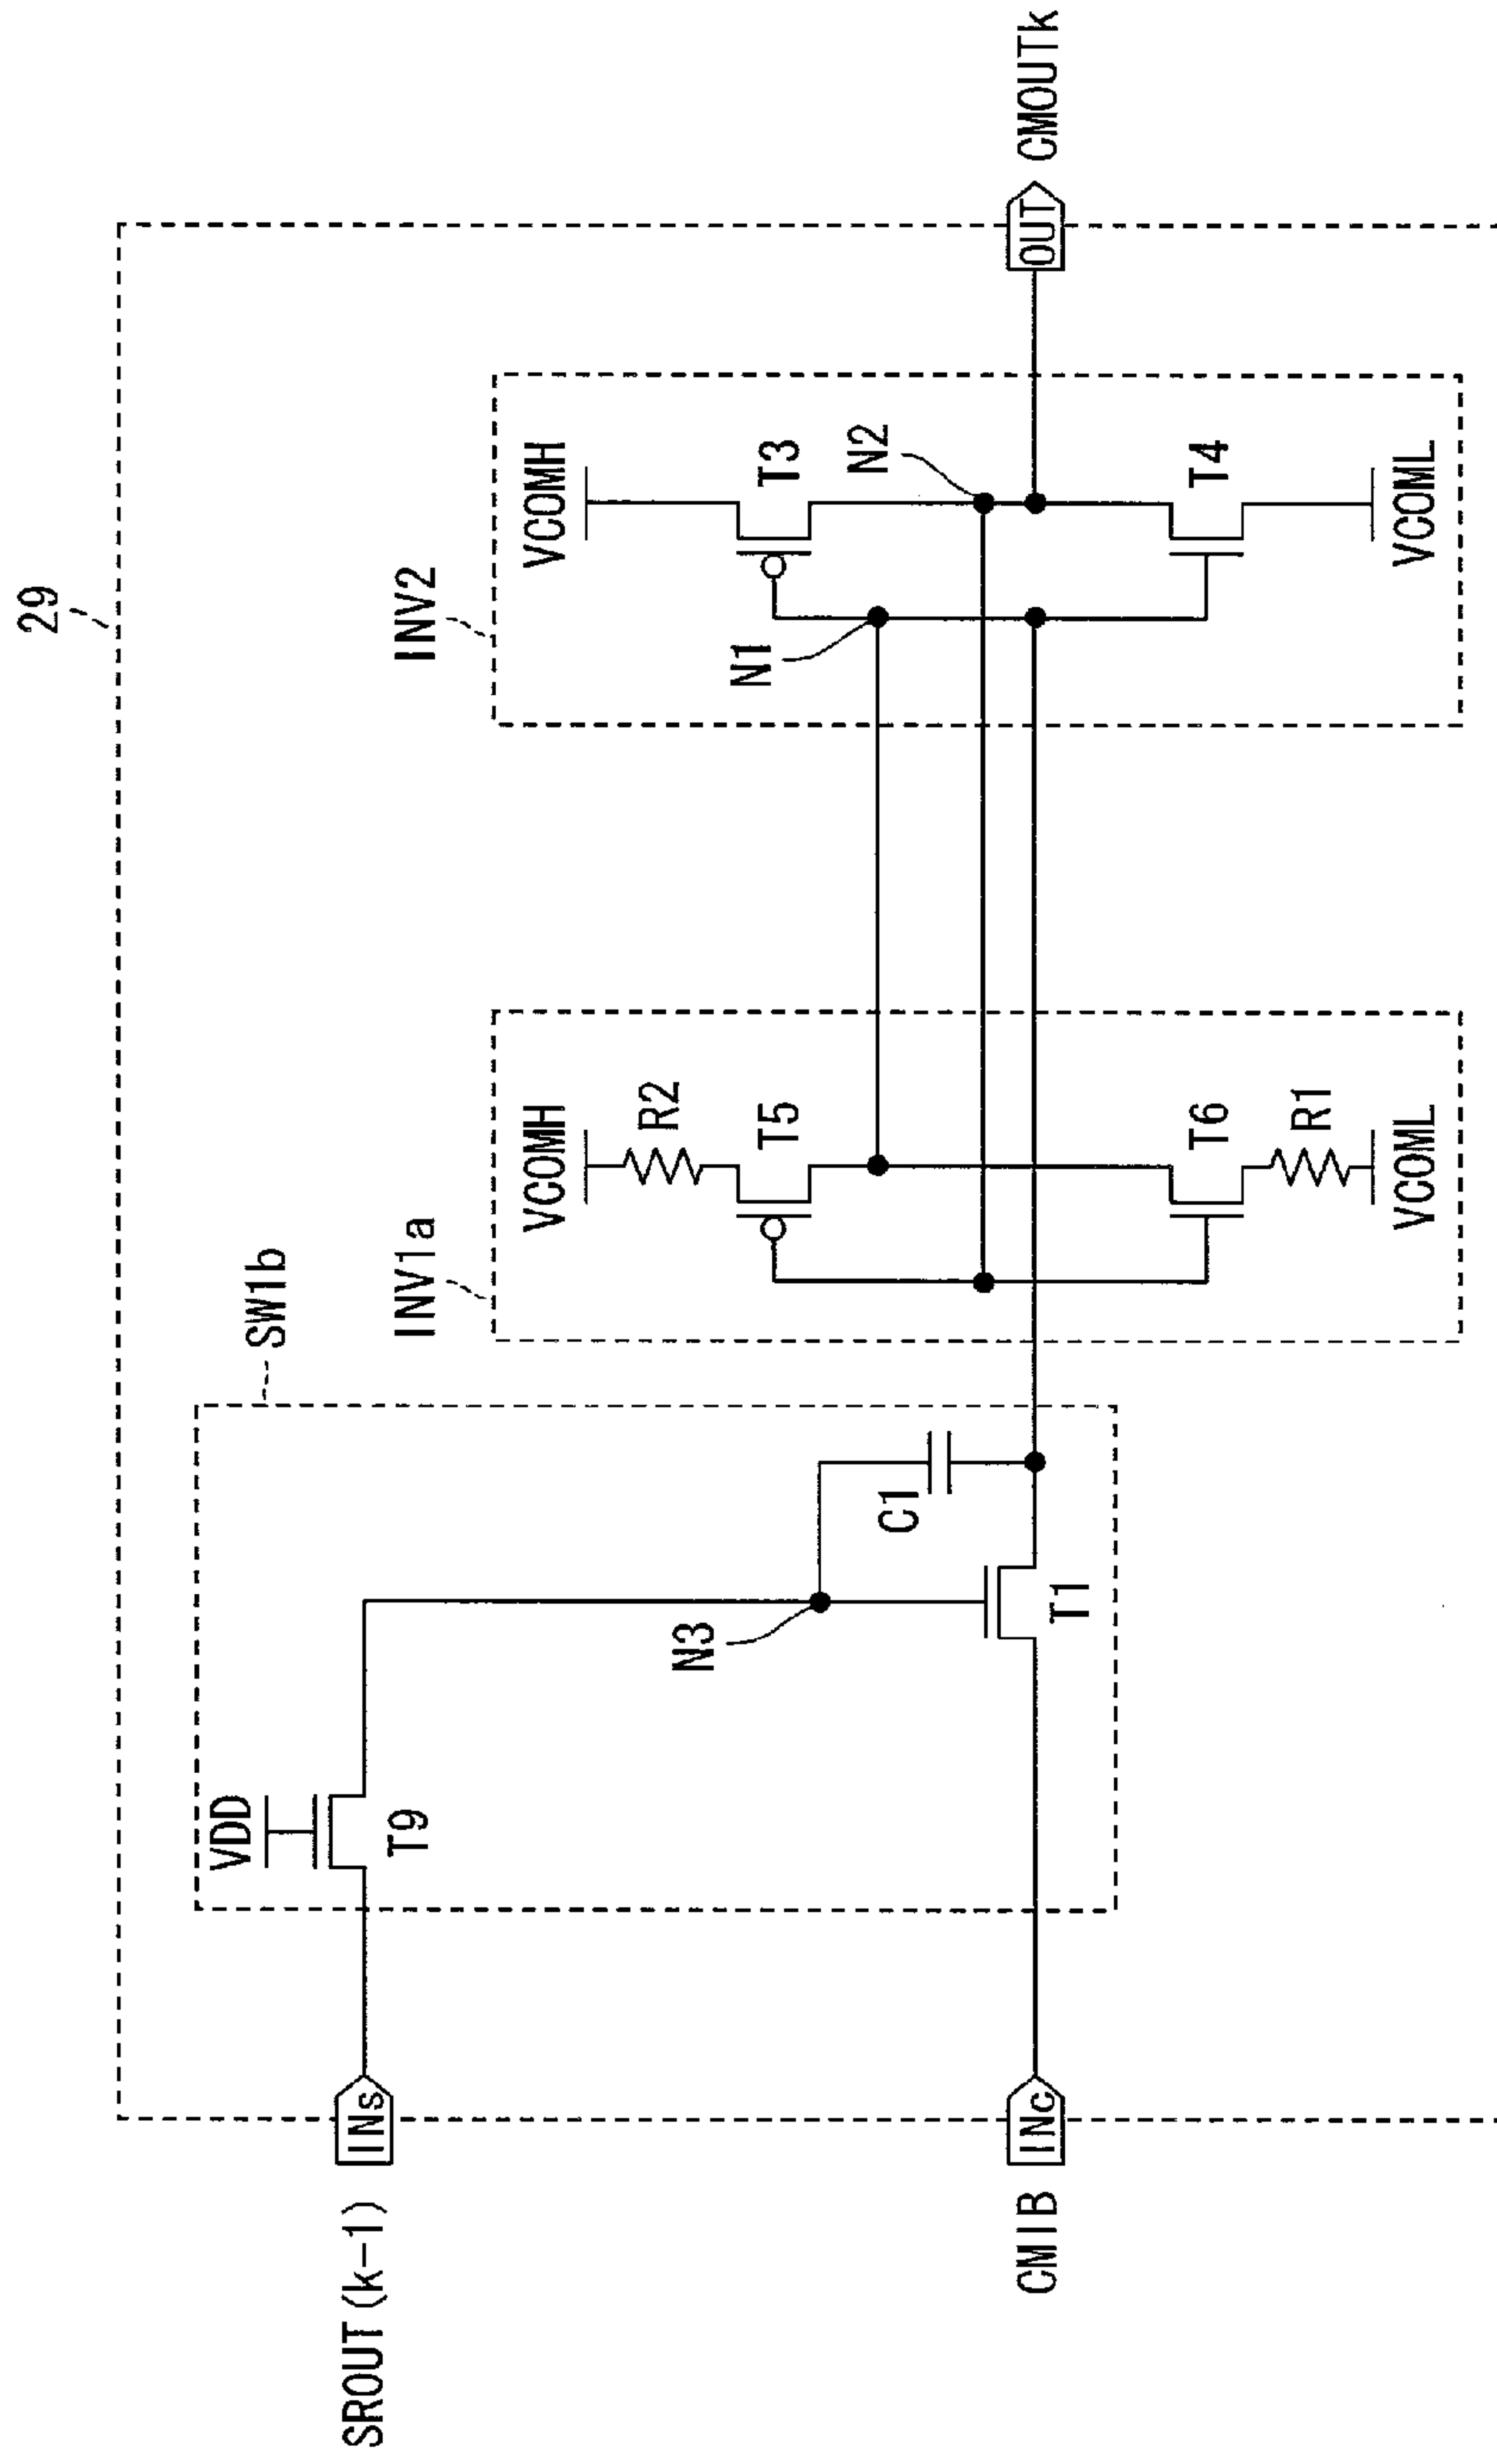 29
SW1b
INV1a
INV2
VDD
T9
N3
C1
T1
VCOMH
R2
T5
T6
R1
VCOML
VCOMH
T3
N1
N2
T4
VCOML
SROUT(k-1)
INs
CMIB
INc
OUT
CMOUTk